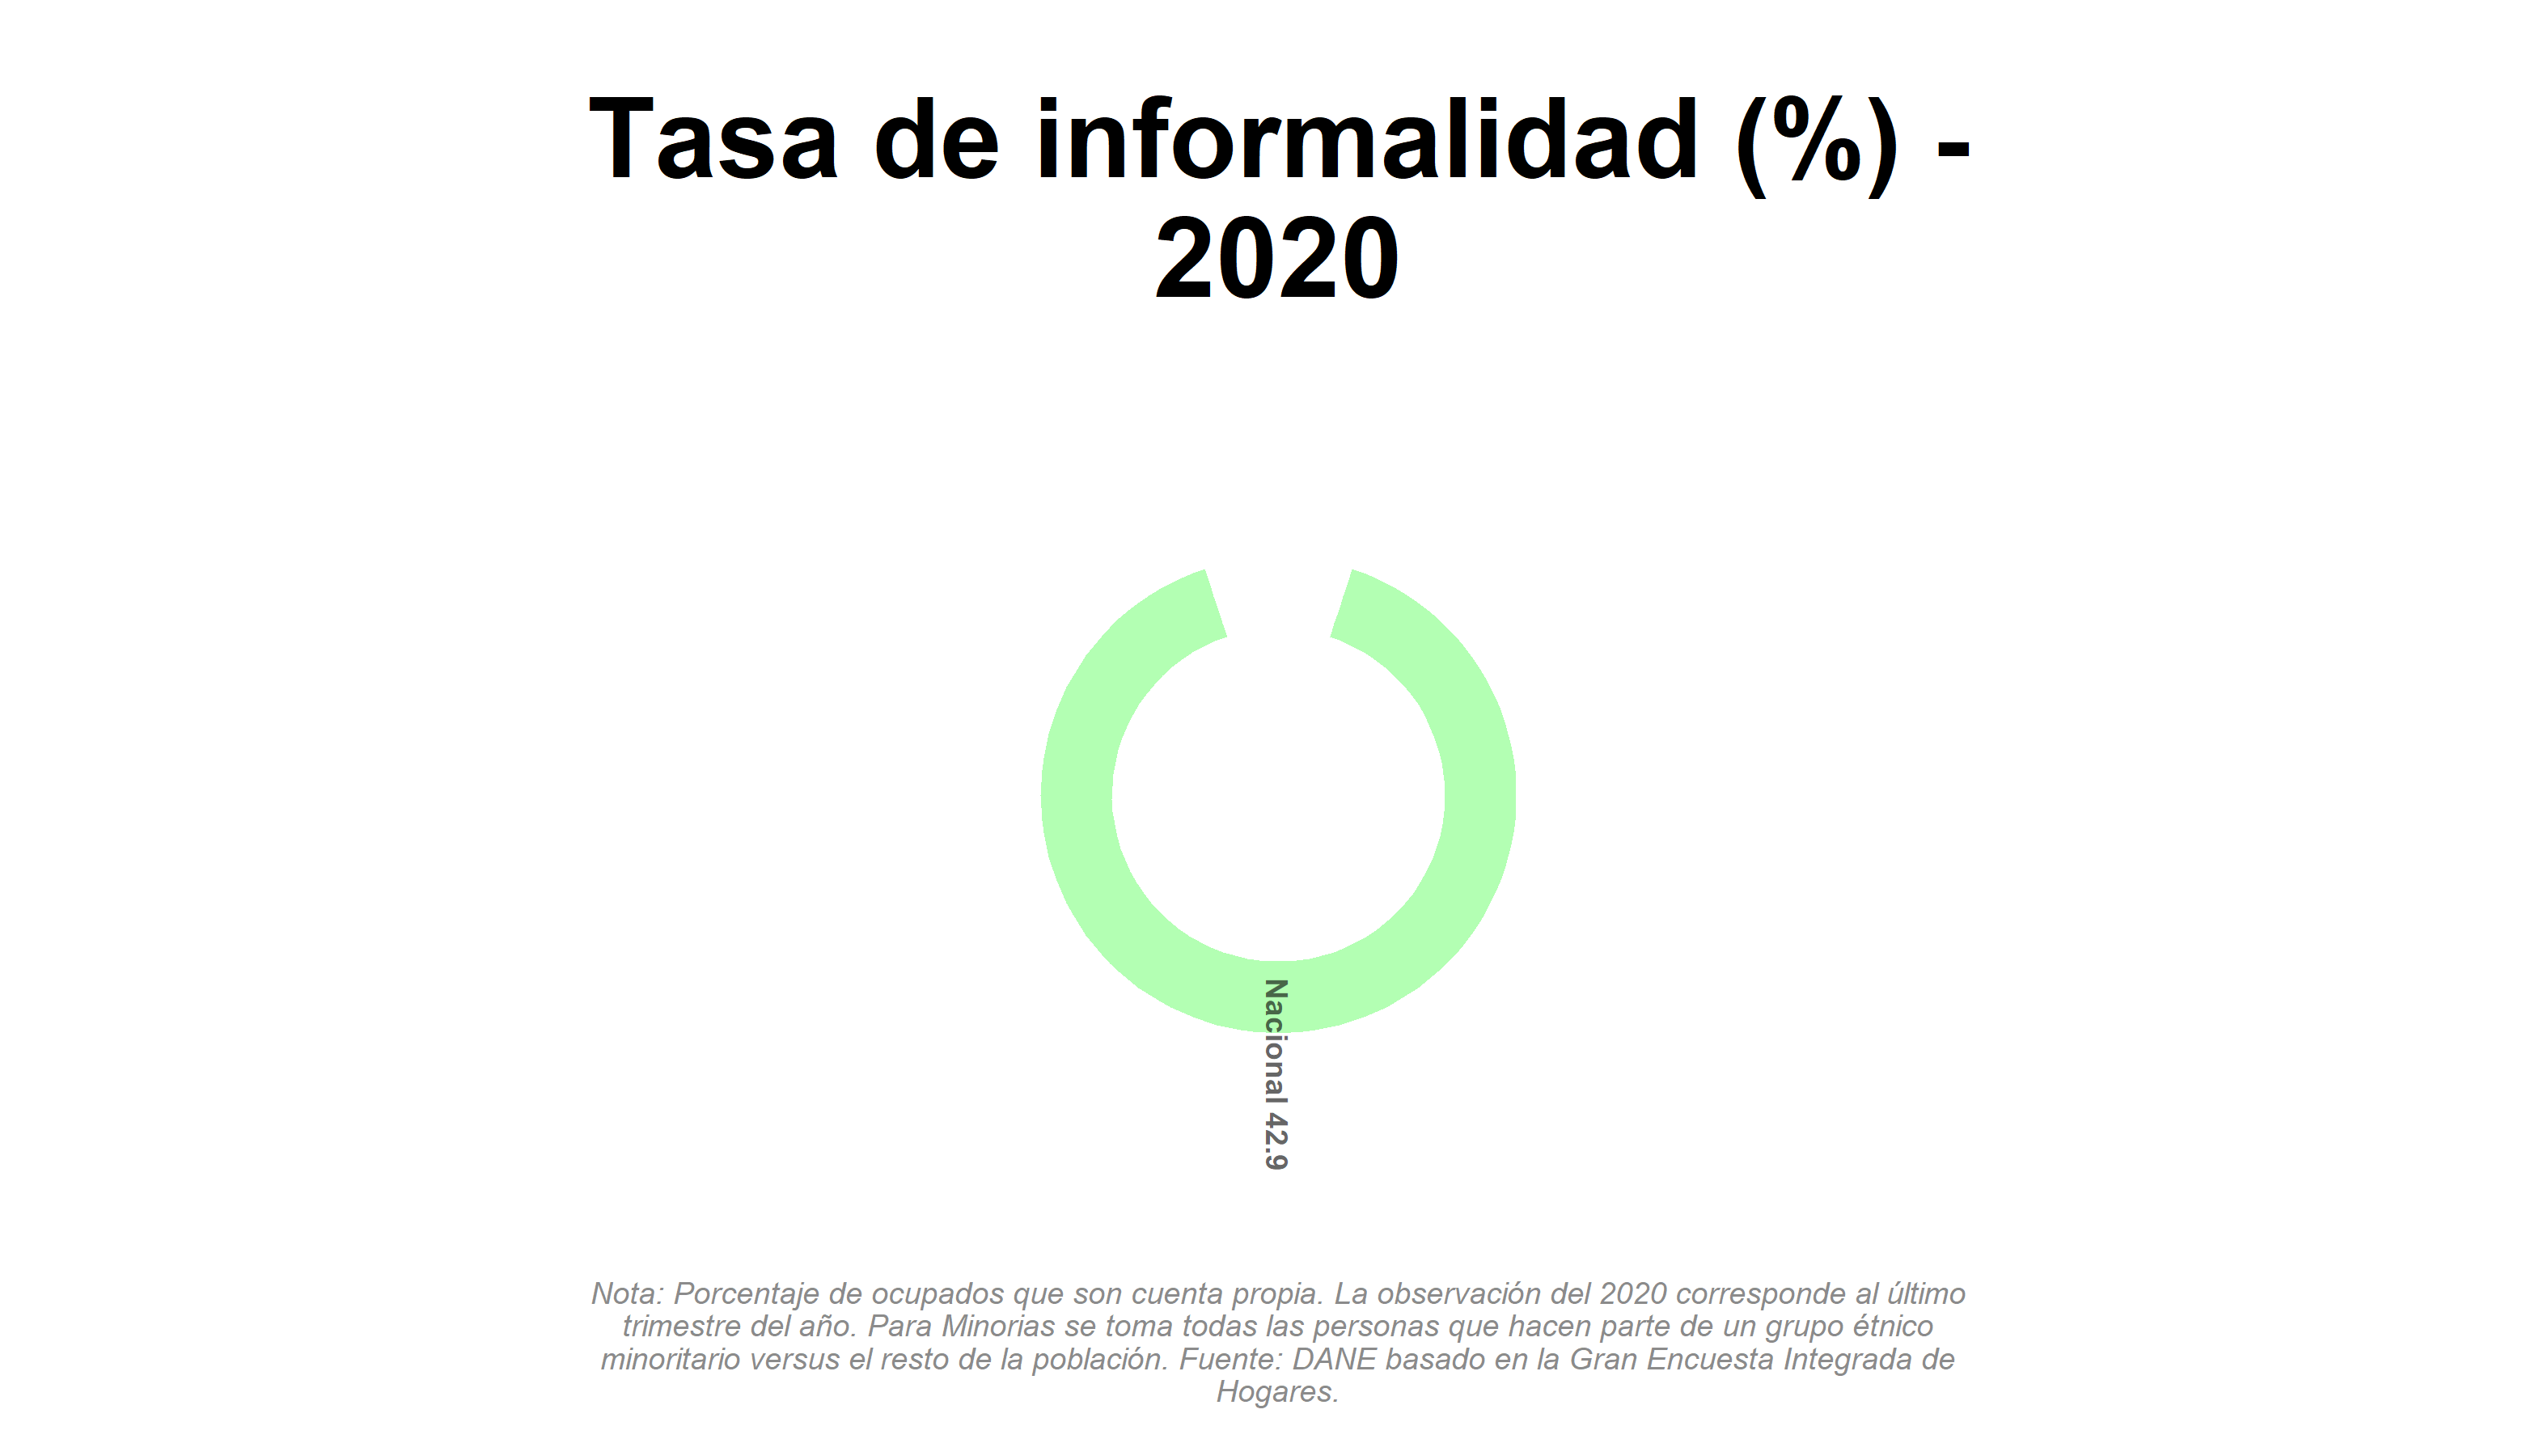 Tasa de informalidad (%) -
2020
Nacional 42.9
Nota: Porcentaje de ocupados que son cuenta propia. La observación del 2020 corresponde al último
trimestre del año. Para Minorias se toma todas las personas que hacen parte de un grupo étnico
minoritario versus el resto de la población. Fuente: DANE basado en la Gran Encuesta Integrada de
Hogares.